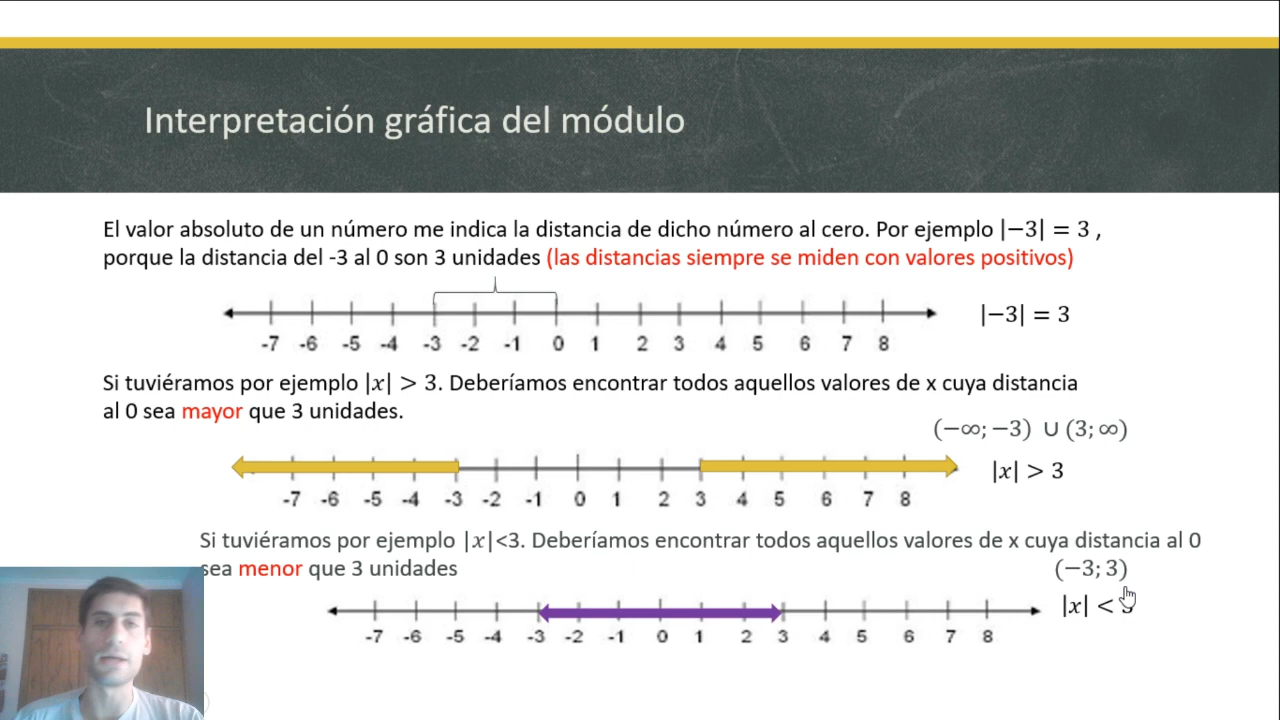 Interpretación gráfica del módulo
El valor absoluto de un número me indica la distancia de dicho número al cero. Por ejemplo |−3| = 3 ,
porque la distancia del -3 al 0 son 3 unidades (las distancias siempre se miden con valores positivos)
|−3| = 3
-7 -6 -5 -4 -3 -2 -1 0 1 2 3 4 5 6 7 8
Si tuviéramos por ejemplo |x| > 3. Deberíamos encontrar todos aquellos valores de x cuya distancia
al 0 sea mayor que 3 unidades.
(−∞; −3) ∪ (3; ∞)
|x| > 3
-7 -6 -5 -4 -3 -2 -1 0 1 2 3 4 5 6 7 8
Si tuviéramos por ejemplo |x|<3. Deberíamos encontrar todos aquellos valores de x cuya distancia al 0
sea menor que 3 unidades
(−3; 3)
|x| <
-7 -6 -5 -4 -3 -2 -1 0 1 2 3 4 5 6 7 8